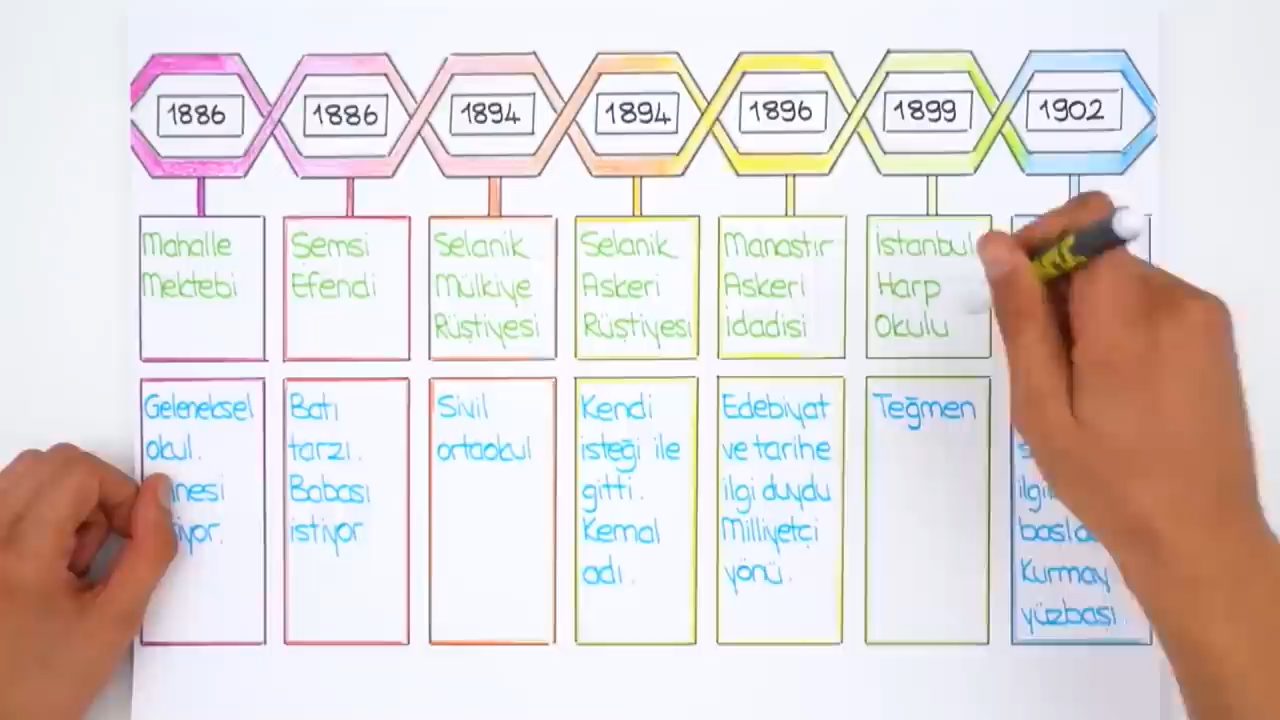 1886
1886
1894
1894
1896
1899
1902
Mahalle
Mektebi
Şemsi
Efendi
Selanik
Mülkiye
Rüştiyesi
Selanik
Askeri
Rüştiyesi
Manastır
Askeri
İdadisi
İstanbul
Harp
Okulu
Geleneksel
okul.
Batı
tarzı.
Babası
istiyor
Sivil
ortaokul
Kendi
isteği ile
gitti.
Kemal
adı.
Edebiyat
ve tarihe
ilgi duydu
Milliyetçi
yönü.
Teğmen
Kurmay
yüzbaşı.